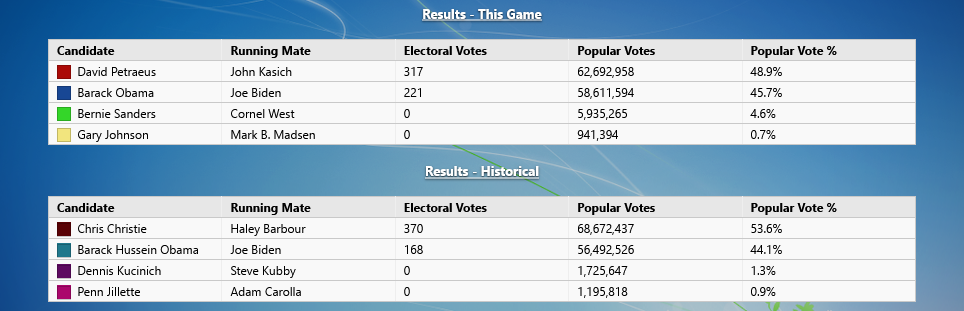 Results - This Game
Candidate Running Mate Electoral Votes Popular Votes Popular Vote %
David Petraeus John Kasich 317 62,692,958 48.9%
Barack Obama Joe Biden 221 58,611,594 45.7%
Bernie Sanders Cornel West 0 5,935,265 4.6%
Gary Johnson Mark B. Madsen 0 941,394 0.7%
Results - Historical
Candidate Running Mate Electoral Votes Popular Votes Popular Vote %
Chris Christie Haley Barbour 370 68,672,437 53.6%
Barack Hussein Obama Joe Biden 168 56,492,526 44.1%
Dennis Kucinich Steve Kubby 0 1,725,647 1.3%
Penn Jillette Adam Carolla 0 1,195,818 0.9%